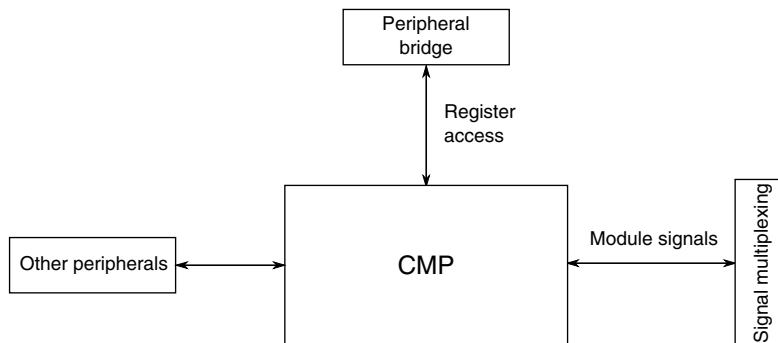 Peripheral
bridge
Register
access
Other peripherals
CMP
Module signals
Signal multiplexing